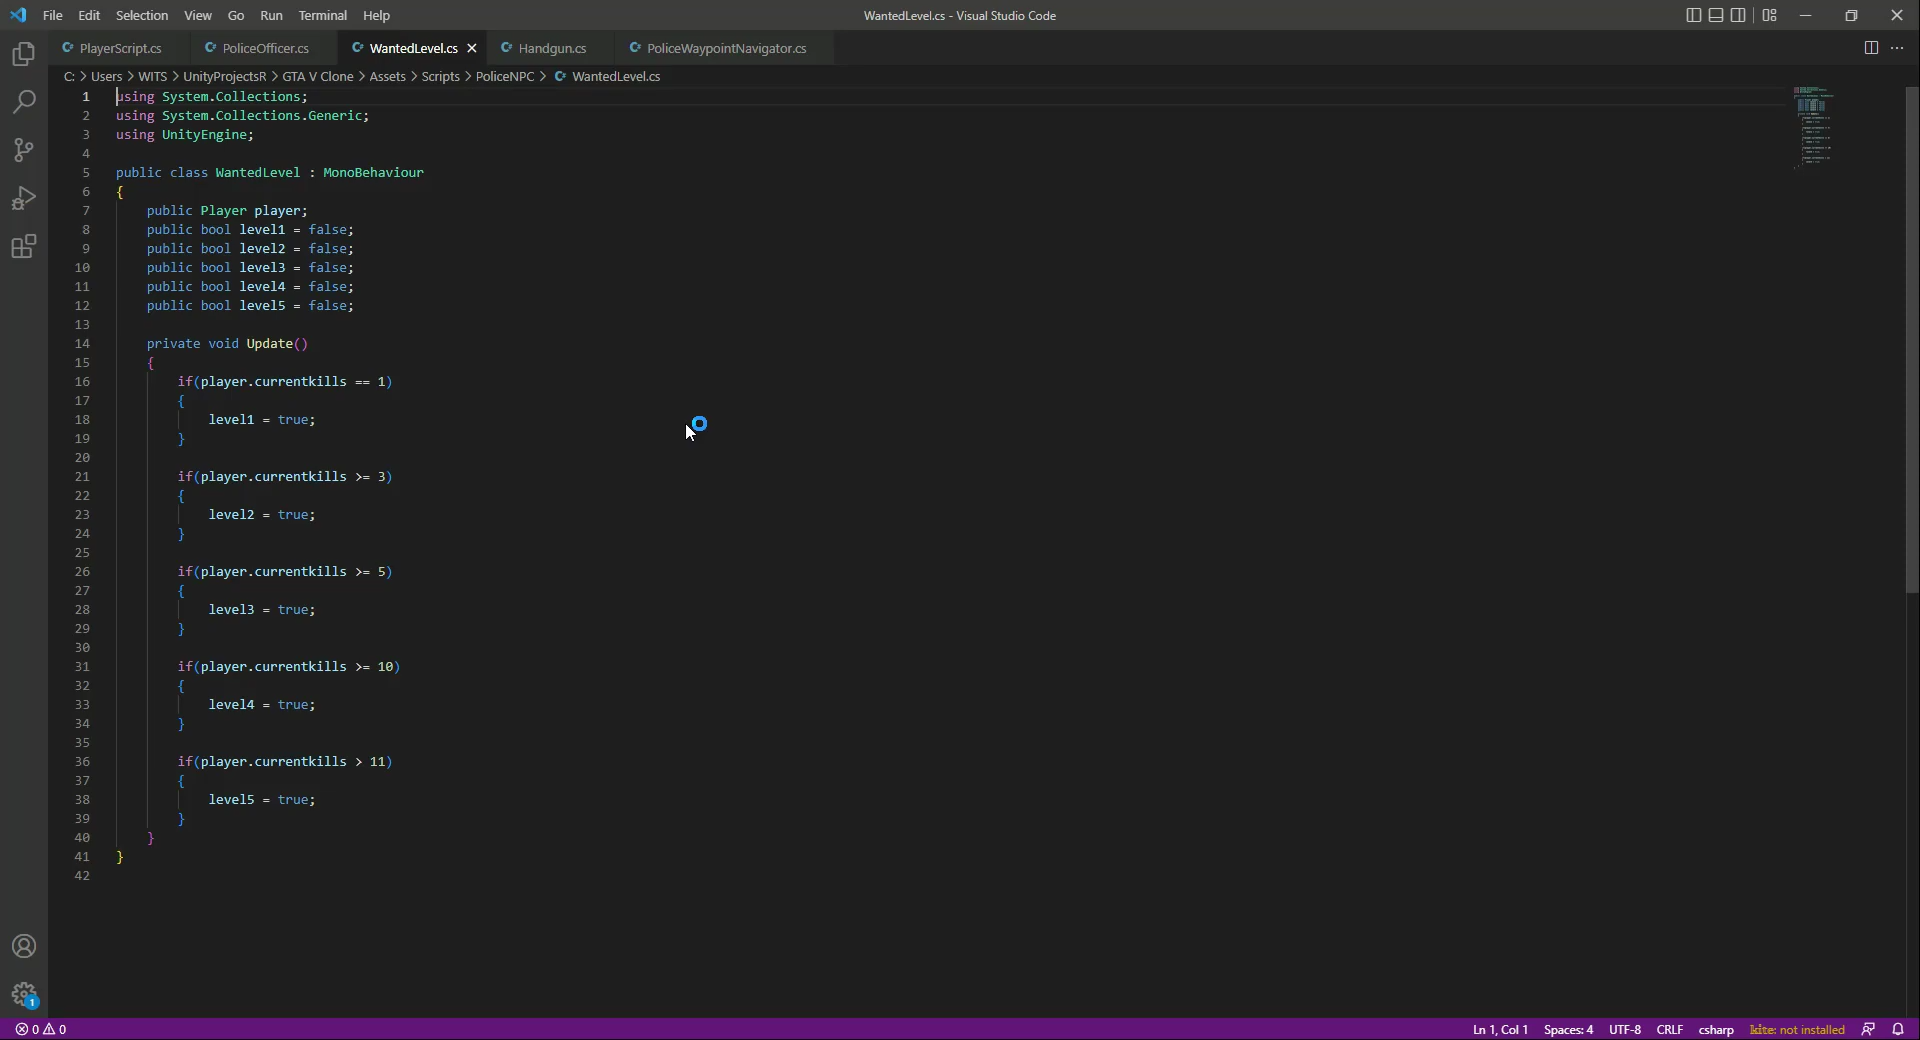 File Edit Selection View Go Run Terminal Help
WantedLevel.cs - Visual Studio Code
PlayerScript.cs PoliceOfficer.cs WantedLevel.cs Handgun.cs PoliceWaypointNavigator.cs
C: > Users > WITS > UnityProjectsR > GTA V Clone > Assets > Scripts > PoliceNPC > WantedLevel.cs
1 using System.Collections;
2 using System.Collections.Generic;
3 using UnityEngine;
4
5 public class WantedLevel : MonoBehaviour
6 {
7 public Player player;
8 public bool level1 = false;
9 public bool level2 = false;
10 public bool level3 = false;
11 public bool level4 = false;
12 public bool level5 = false;
13
14 private void Update()
15 {
16 if(player.currentkills == 1)
17 {
18 level1 = true;
19 }
20
21 if(player.currentkills >= 3)
22 {
23 level2 = true;
24 }
25
26 if(player.currentkills >= 5)
27 {
28 level3 = true;
29 }
30
31 if(player.currentkills >= 10)
32 {
33 level4 = true;
34 }
35
36 if(player.currentkills > 11)
37 {
38 level5 = true;
39 }
40 }
41 }
42
1
0 0 Ln 1, Col 1 Spaces: 4 UTF-8 CRLF csharp kite: not installed